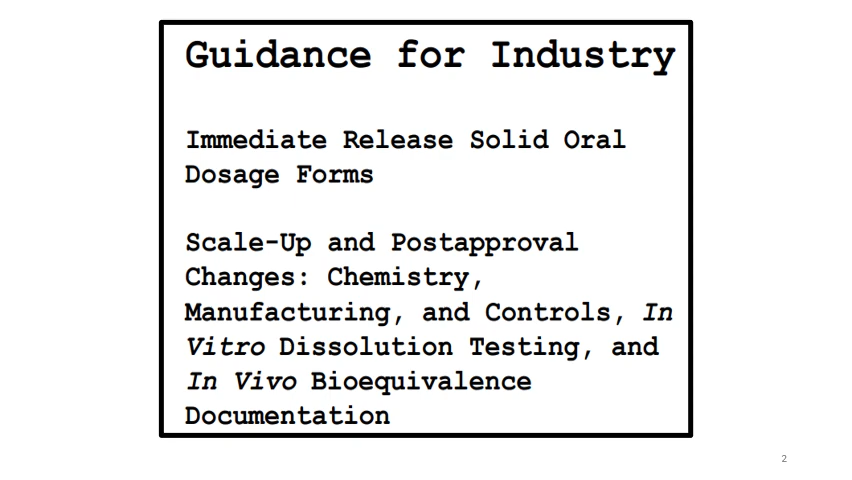 Guidance for Industry
Immediate Release Solid Oral
Dosage Forms
Scale-Up and Postapproval
Changes: Chemistry,
Manufacturing, and Controls, In
Vitro Dissolution Testing, and
In Vivo Bioequivalence
Documentation
2